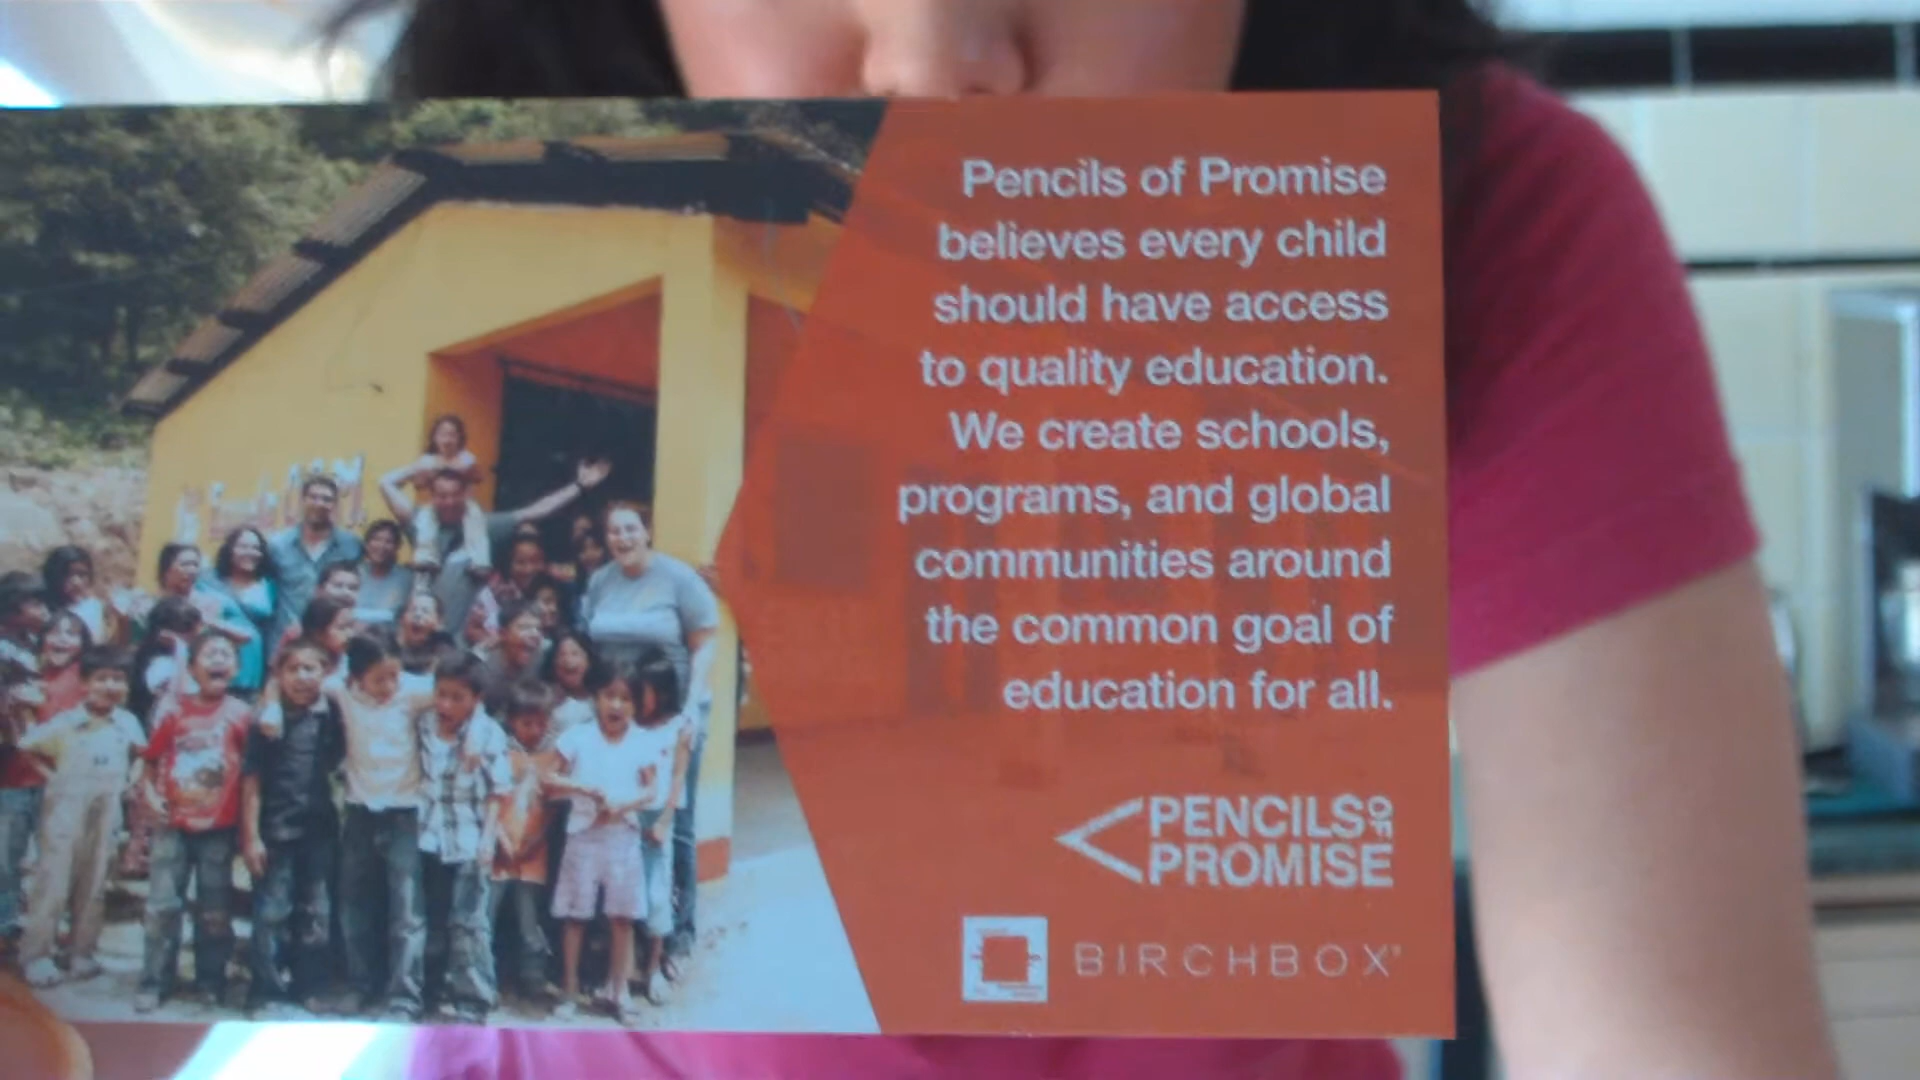 Pencils of Promise
believes every child
should have access
to quality education.
We create schools,
programs, and global
communities around
the common goal of
education for all.
PENCILS OF
PROMISE
BIRCHBOX